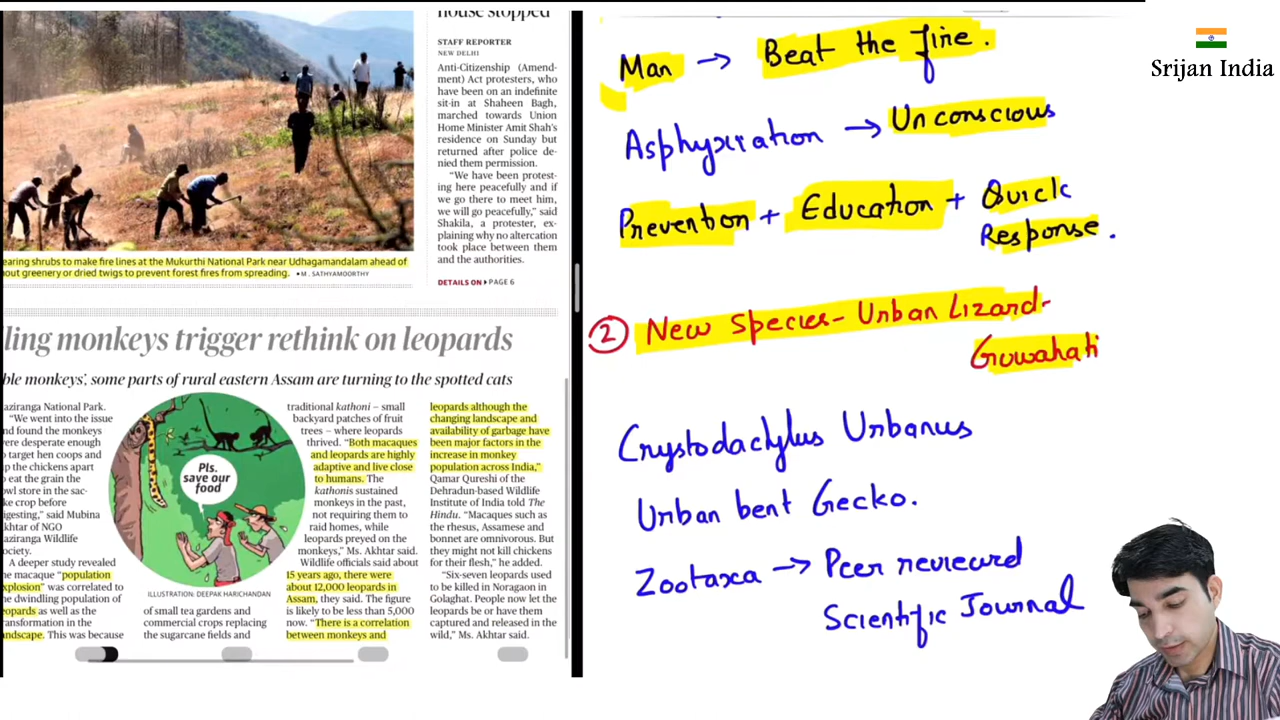 house stopped
STAFF REPORTER
NEW DELHI
Anti-Citizenship (Amend-
ment) Act protesters, who
have been on an indefinite
sit-in at Shaheen Bagh,
marched towards Union
Home Minister Amit Shah's
residence on Sunday but
returned after police de-
nied them permission.
"We have been protest-
ing here peacefully and if
we go there to meet him,
we will go peacefully," said
Shakila, a protester, ex-
plaining why no altercation
took place between them
and the authorities.
DETAILS ON PAGE 6
earing shrubs to make fire lines at the Mukurthi National Park near Udhagamandalam ahead of
hout greenery or dried twigs to prevent forest fires from spreading. • M. SATHYAMOORTHY
ling monkeys trigger rethink on leopards
ble monkeys', some parts of rural eastern Assam are turning to the spotted cats
aziranga National Park.
"We went into the issue
nd found the monkeys
ere desperate enough
o target hen coops and
p the chickens apart
o eat the grain the
owl store in the sac-
ke crop before
igesting," said Mubina
khtar of NGO
aziranga Wildlife
ociety.
A deeper study revealed
he macaque "population
xplosion" was correlated to
he dwindling population of
eopards as well as the
ransformation in the
andscape. This was because
Pls.
save our
food
ILLUSTRATION: DEEPAK HARICHANDAN
of small tea gardens and
commercial crops replacing
the sugarcane fields and
traditional kathoni – small
backyard patches of fruit
trees – where leopards
thrived. "Both macaques
and leopards are highly
adaptive and live close
to humans. The
kathonis sustained
monkeys in the past,
not requiring them to
raid homes, while
leopards preyed on the
monkeys," Ms. Akhtar said.
Wildlife officials said about
15 years ago, there were
about 12,000 leopards in
Assam, they said. The figure
is likely to be less than 5,000
now. "There is a correlation
between monkeys and
leopards although the
changing landscape and
availability of garbage have
been major factors in the
increase in monkey
population across India,"
Qamar Qureshi of the
Dehradun-based Wildlife
Institute of India told The
Hindu. "Macaques such as
the rhesus, Assamese and
bonnet are omnivorous. But
they might not kill chickens
for their flesh," he added.
"Six-seven leopards used
to be killed in Noragaon in
Golaghat. People now let the
leopards be or have them
captured and released in the
wild," Ms. Akhtar said.
Man → Beat the fire.
Asphyxiation → Unconscious
Prevention + Education + Quick
Response.
② New Species - Urban Lizard-
Guwahati
Crystodactylus Urbanus
Urban bent Gecko.
Zootaxa → Peer reviewed
Scientific Journal
Srijan India